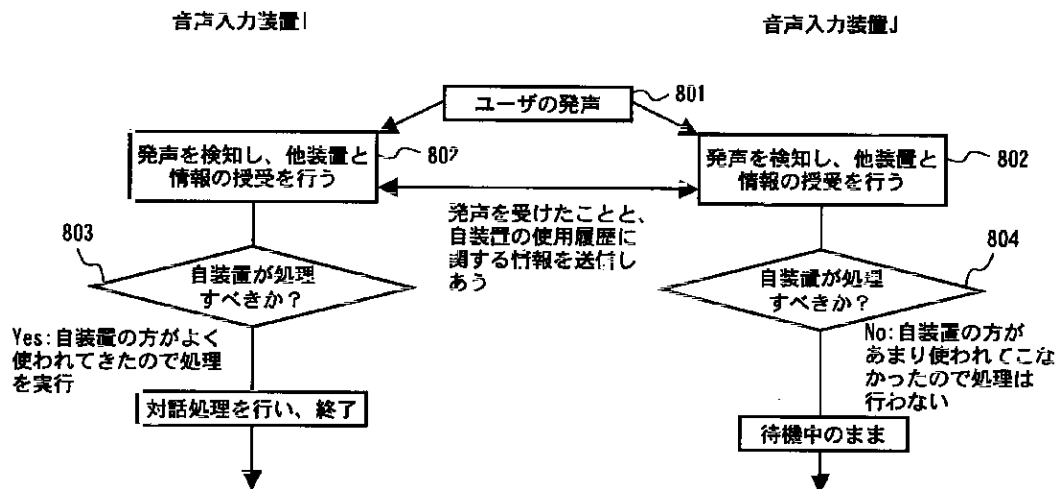 音声入力装置I
音声入力装置J
ユーザの発声
801
発声を検知し、他装置と
情報の授受を行う
802
発声を検知し、他装置と
情報の授受を行う
802
発声を受けたことと、
自装置の使用履歴に
関する情報を送信し
あう
803
自装置が処理
すべきか?
804
自装置が処理
すべきか?
Yes:自装置の方がよく
使われてきたので処理
を実行
No:自装置の方が
あまり使われてこな
かったので処理は
行わない
対話処理を行い、終了
待機中のまま